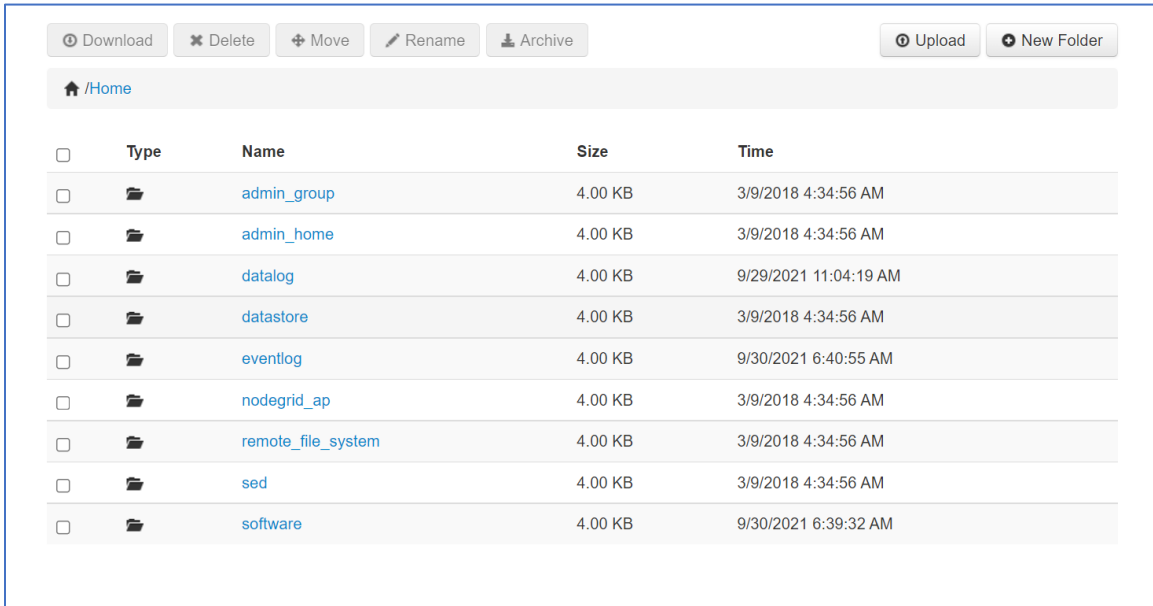 Download Delete Move Rename Archive Upload New Folder
/Home
Type Name Size Time
admin_group 4.00 KB 3/9/2018 4:34:56 AM
admin_home 4.00 KB 3/9/2018 4:34:56 AM
datalog 4.00 KB 9/29/2021 11:04:19 AM
datastore 4.00 KB 3/9/2018 4:34:56 AM
eventlog 4.00 KB 9/30/2021 6:40:55 AM
nodegrid_ap 4.00 KB 3/9/2018 4:34:56 AM
remote_file_system 4.00 KB 3/9/2018 4:34:56 AM
sed 4.00 KB 3/9/2018 4:34:56 AM
software 4.00 KB 9/30/2021 6:39:32 AM